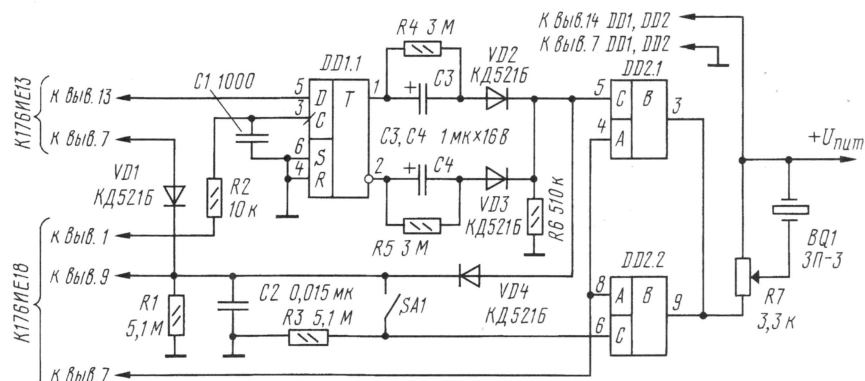 К выв.14 DD1, DD2
К выв.7 DD1, DD2
R4 3 М
DD1.1
VD2
КД521Б
C3
C1 1000
К176ИЕ13
К выв.13
К выв.7
5 D T 1
3 C
6 S
4 R 2
C3, C4 1 мк×16 В
C4
VD3
КД521Б
R5 3 М
R6 510 к
DD2.1
5 C B 3
4 A
+Uпит
VD1
КД521Б
R2
10 к
BQ1
ЗП-3
К176ИЕ18
К выв.1
К выв.9
DD2.2
8 A B 9
6 C
R7
3,3 к
R1
5,1 М
C2 0,015 мк
R3 5,1 М
SA1
VD4
КД521Б
К выв.7